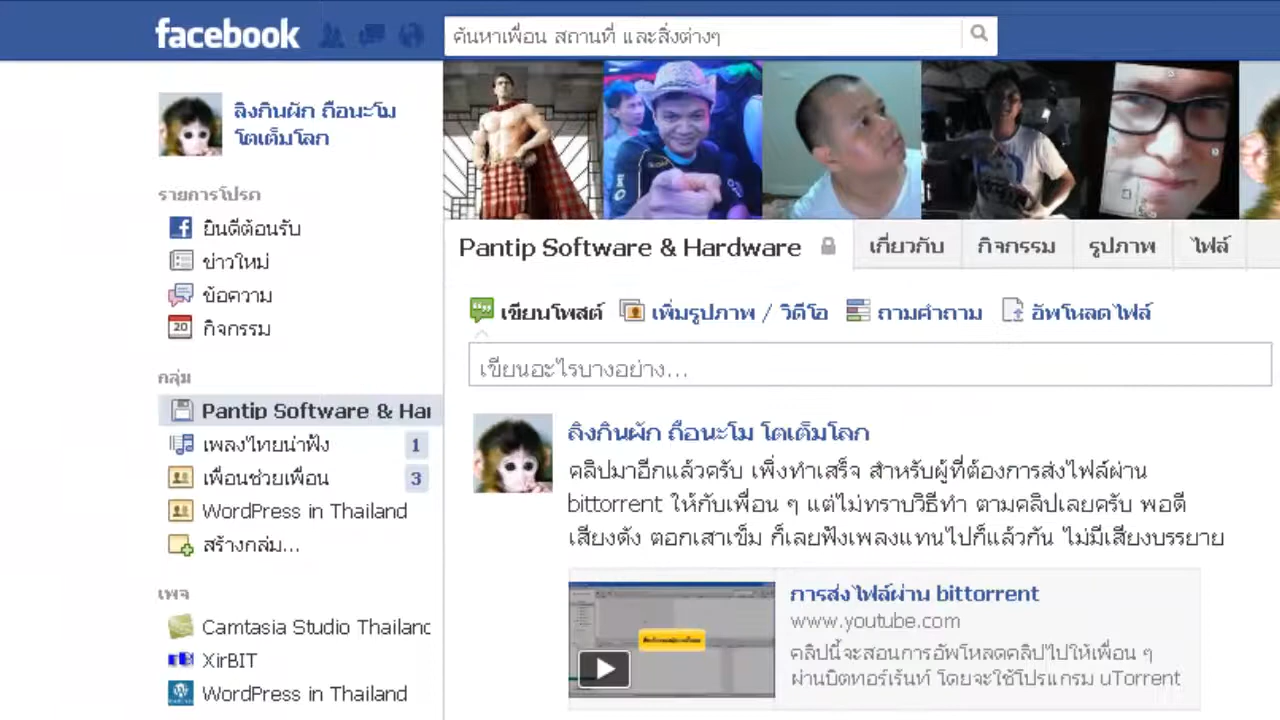 facebook
ค้นหาเพื่อน สถานที่ และสิ่งต่างๆ
ลิงกินผัก ถือนะโม
โตเต็มโลก
รายการโปรด
ยินดีต้อนรับ
ข่าวใหม่
ข้อความ
20
กิจกรรม
กลุ่ม
Pantip Software & Har
เพลงไทยน่าฟัง
1
เพื่อนช่วยเพื่อน
3
WordPress in Thailand
สร้างกลุ่ม...
เพจ
Camtasia Studio Thailand
XirBIT
WordPress in Thailand
Pantip Software & Hardware
เกี่ยวกับ
กิจกรรม
รูปภาพ
ไฟล์
เขียนโพสต์
เพิ่มรูปภาพ / วิดีโอ
ถามคำถาม
อัพโหลดไฟล์
เขียนอะไรบางอย่าง...
ลิงกินผัก ถือนะโม โตเต็มโลก
คลิปมาอีกแล้วครับ เพิ่งทำเสร็จ สำหรับผู้ที่ต้องการส่งไฟล์ผ่าน
bittorrent ให้กับเพื่อน ๆ แต่ไม่ทราบวิธีทำ ตามคลิปเลยครับ พอดี
เสียงดัง ตอกเสาเข็ม ก็เลยฟังเพลงแทนไปก็แล้วกัน ไม่มีเสียงบรรยาย
การส่งไฟล์ผ่าน bittorrent
www.youtube.com
คลิปนี้จะสอนการอัพโหลดคลิปไปให้เพื่อน ๆ
ผ่านบิตทอร์เร้นท์ โดยจะใช้โปรแกรม uTorrent